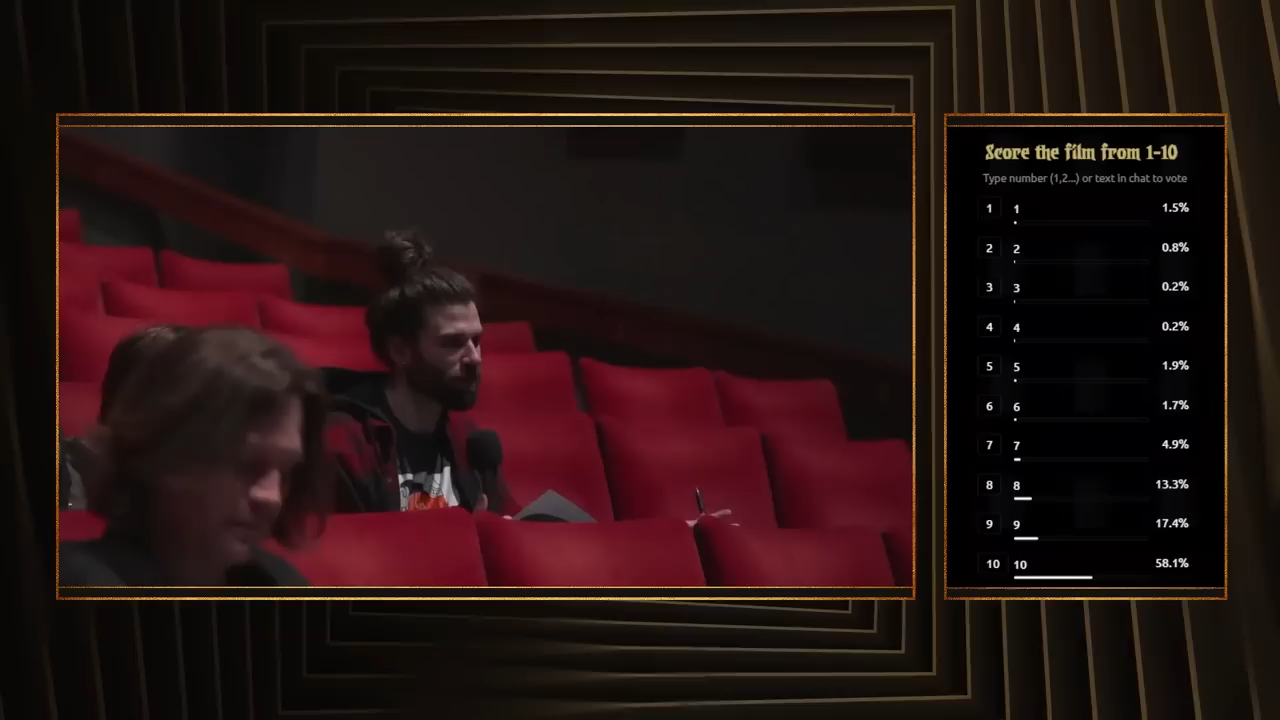 Score the film from 1-10
Type number (1,2...) or text in chat to vote
1 1 1.5%
2 2 0.8%
3 3 0.2%
4 4 0.2%
5 5 1.9%
6 6 1.7%
7 7 4.9%
8 8 13.3%
9 9 17.4%
10 10 58.1%